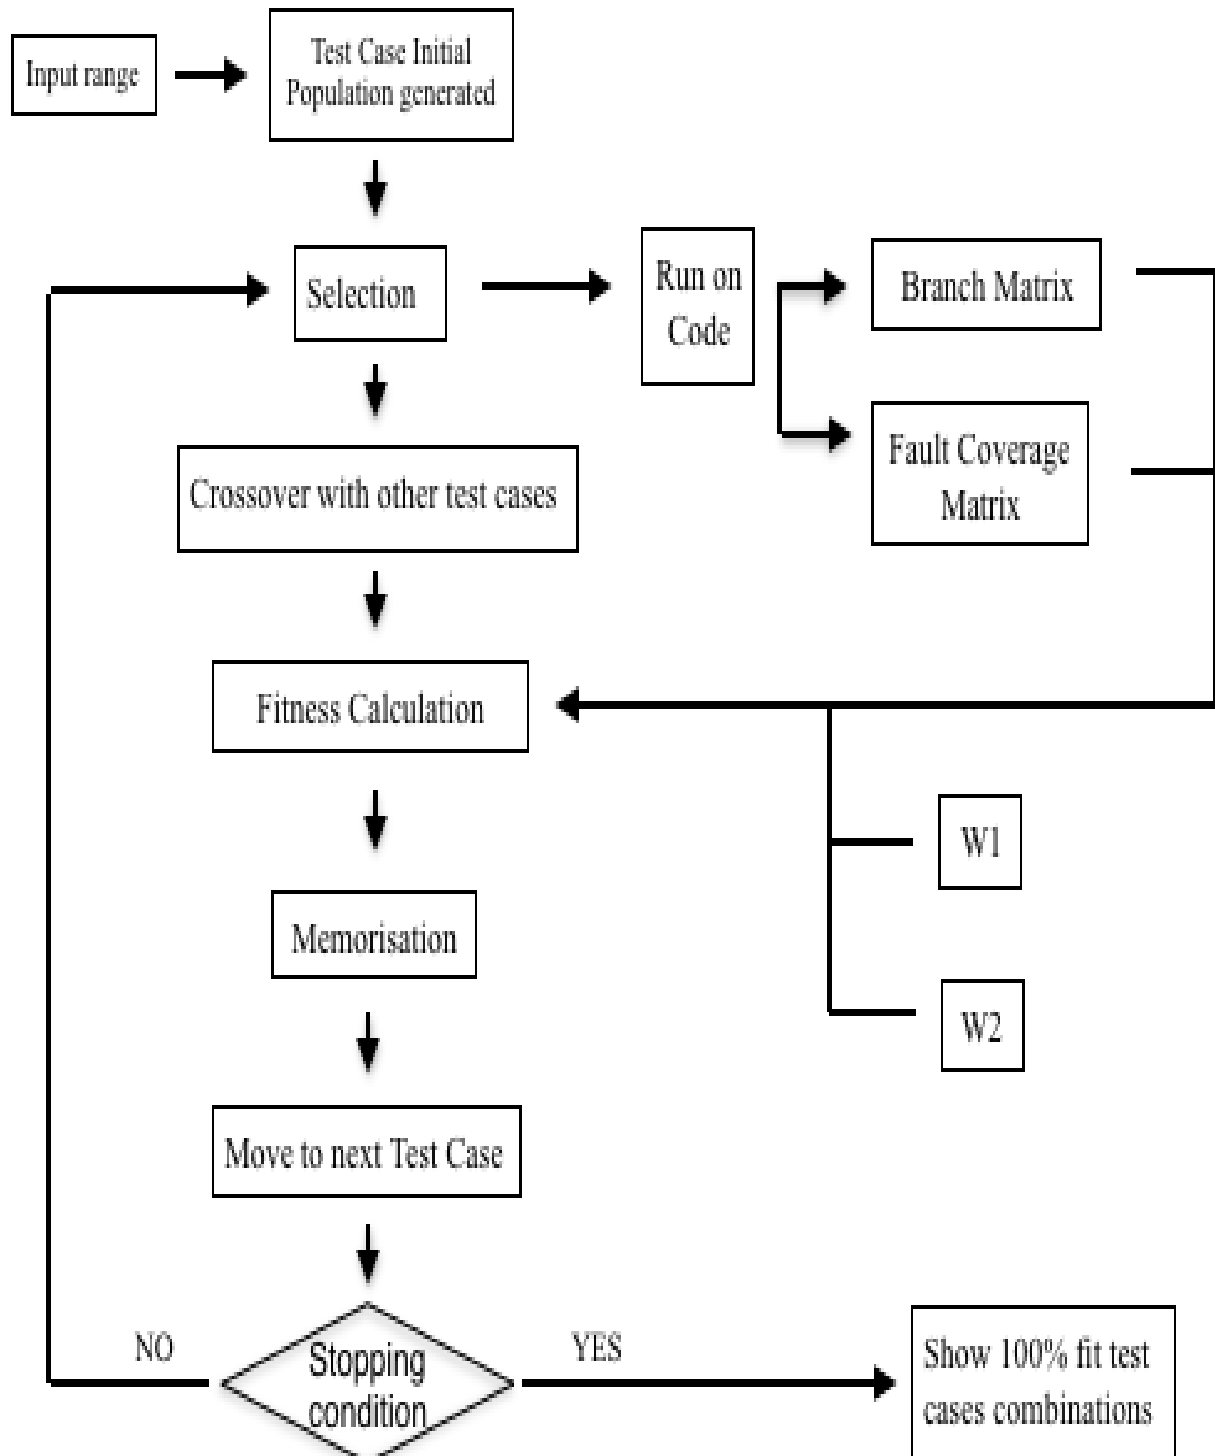 Input range
Test Case Initial
Population generated
Selection
Run on
Code
Branch Matrix
Fault Coverage
Matrix
Crossover with other test cases
Fitness Calculation
W1
Memorisation
W2
Move to next Test Case
NO
Stopping
condition
YES
Show 100% fit test
cases combinations